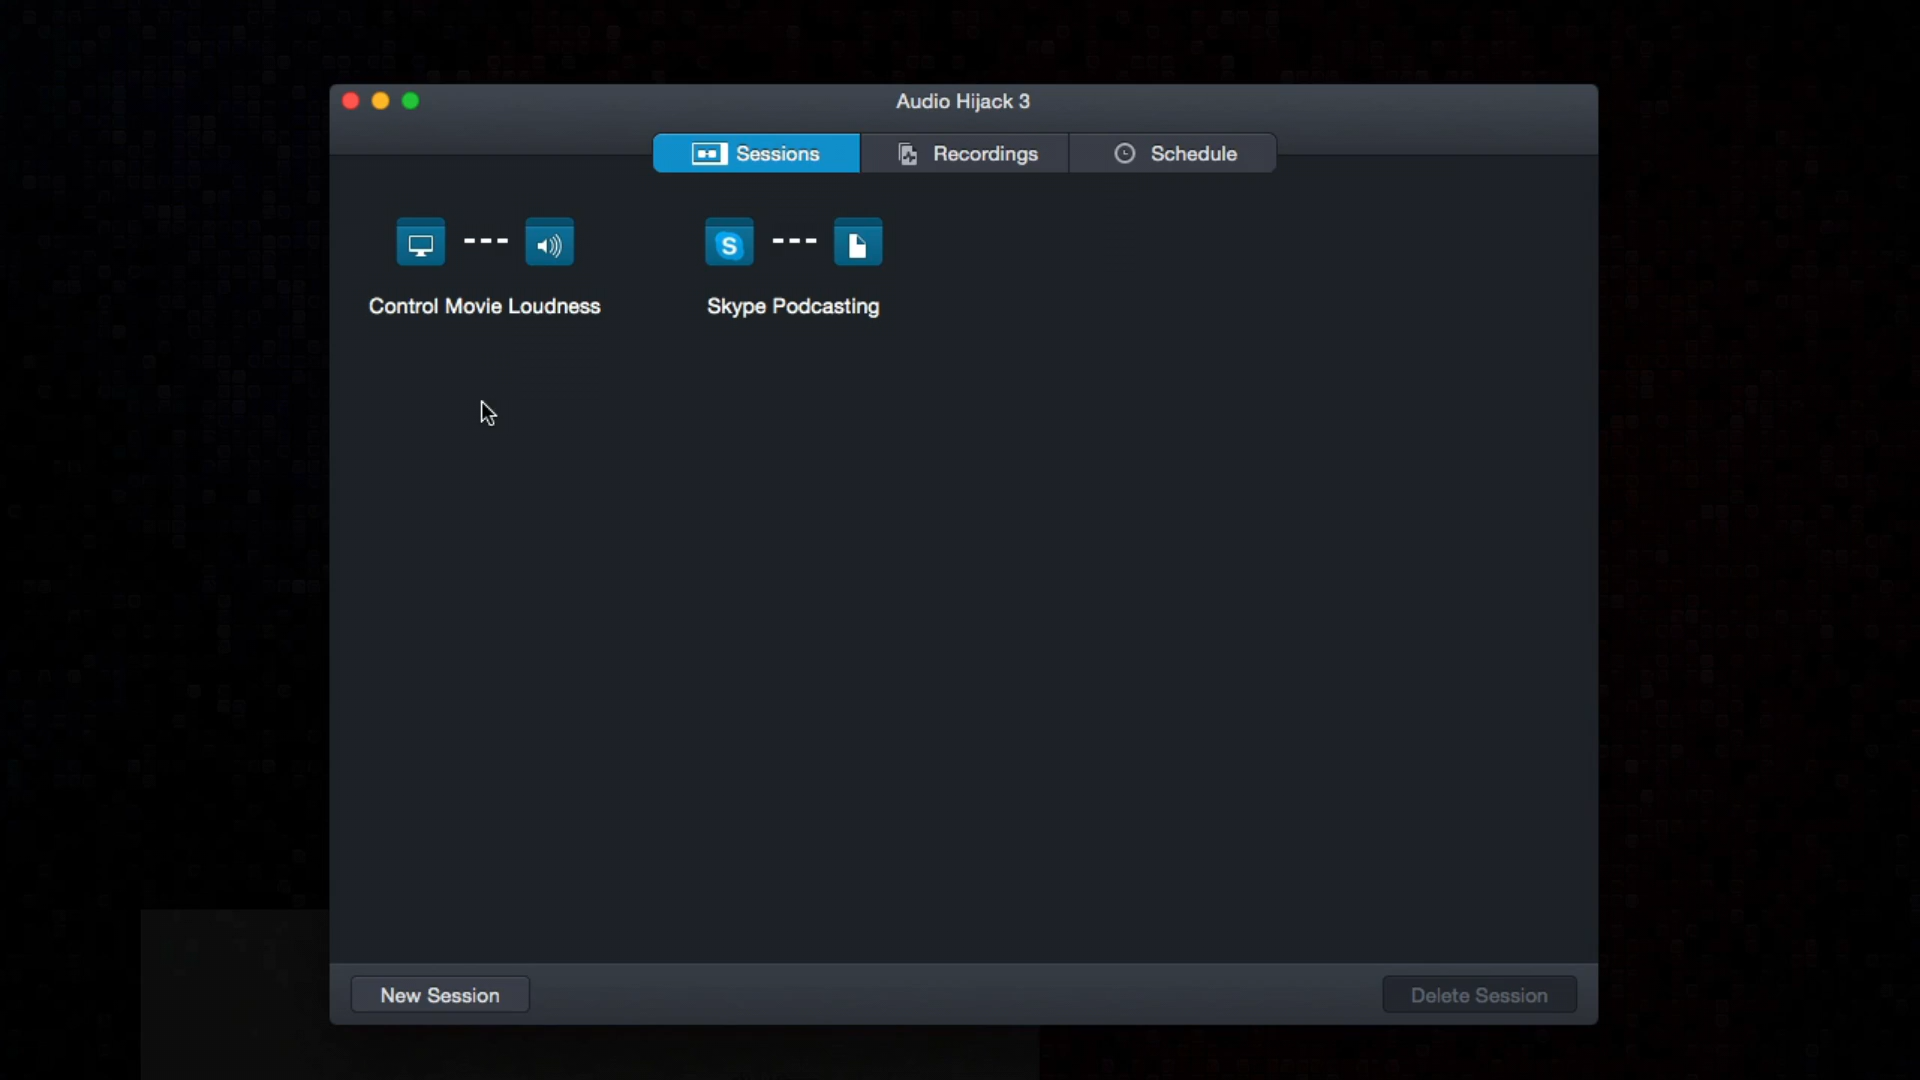 Audio Hijack 3
Sessions Recordings Schedule
Control Movie Loudness Skype Podcasting
New Session Delete Session